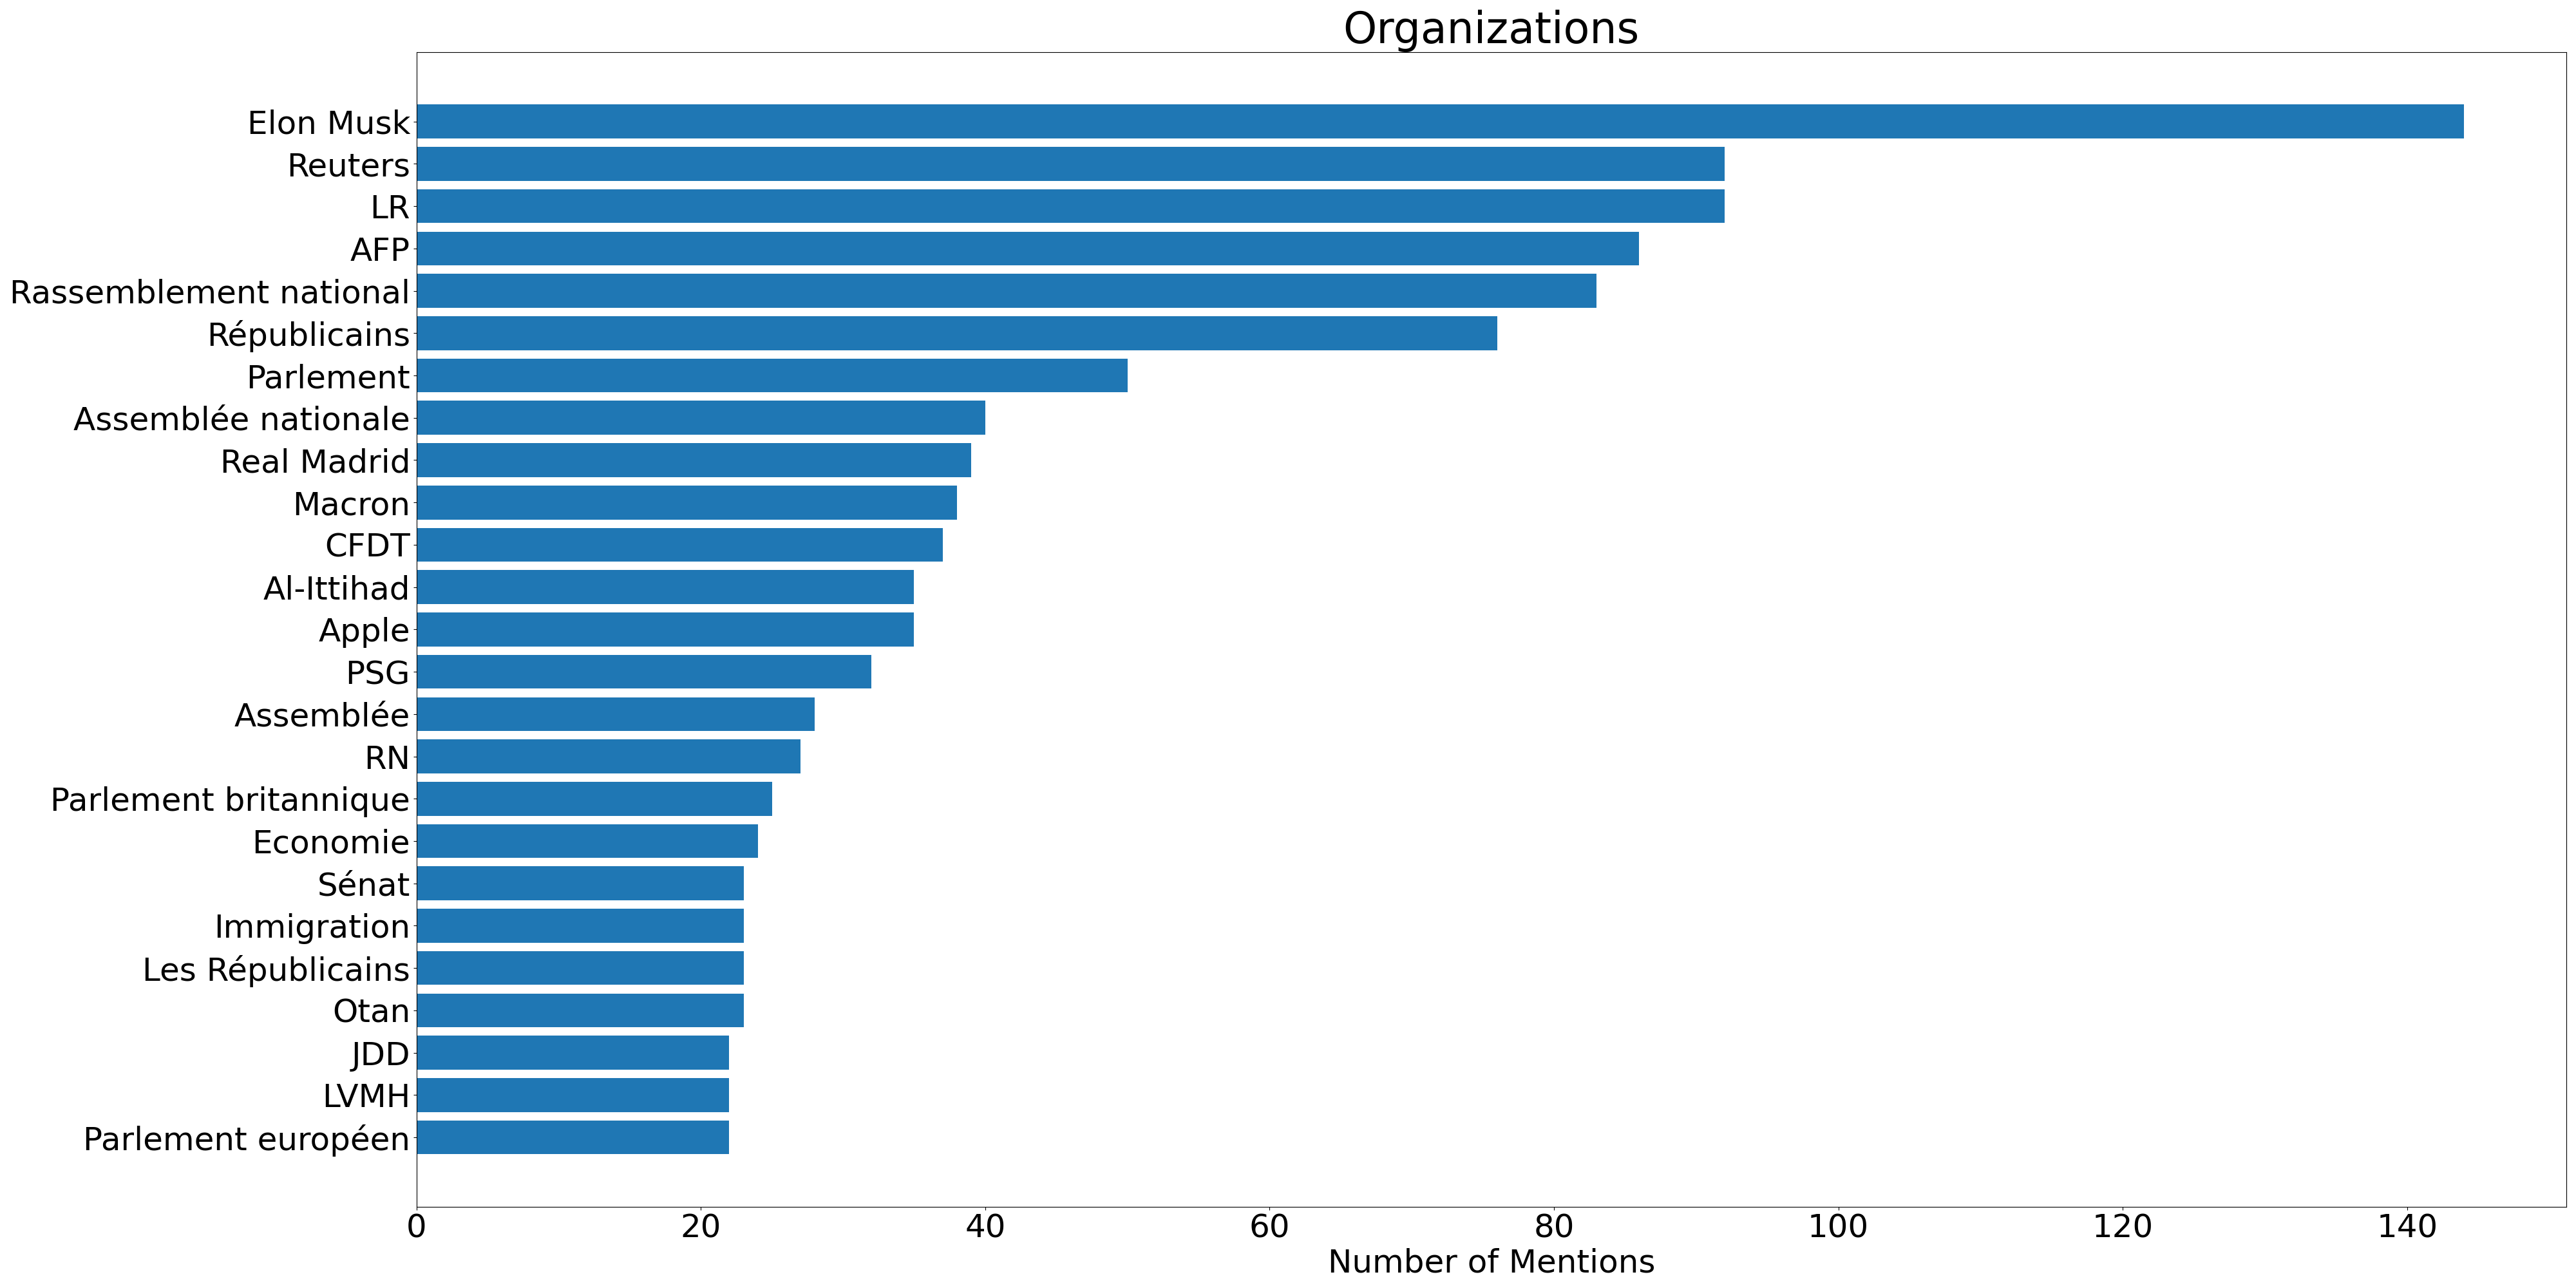 Organizations
Elon Musk
Reuters
LR
AFP
Rassemblement national
Républicains
Parlement
Assemblée nationale
Real Madrid
Macron
CFDT
Al-Ittihad
Apple
PSG
Assemblée
RN
Parlement britannique
Economie
Sénat
Immigration
Les Républicains
Otan
JDD
LVMH
Parlement européen
0 20 40 60 80 100 120 140
Number of Mentions